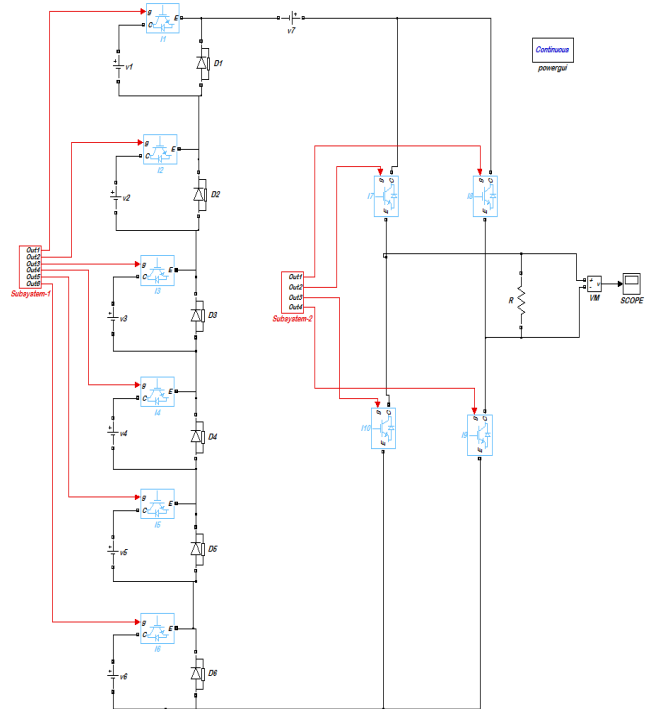 g
C
E
I1
v1
D1
v7
Continuous
powergui
g
C
E
I2
v2
D2
Out1
Out2
Out3
Out4
Out5
Out6
Subsystem-1
g
C
E
I3
v3
D3
g
C
E
I4
v4
D4
g
C
E
I5
v5
D5
g
C
E
I6
v6
D6
Out1
Out2
Out3
Out4
Subsystem-2
g
C
E
I7
g
C
E
I8
R
+
-
v
VM
SCOPE
g
C
E
I10
g
C
E
I9